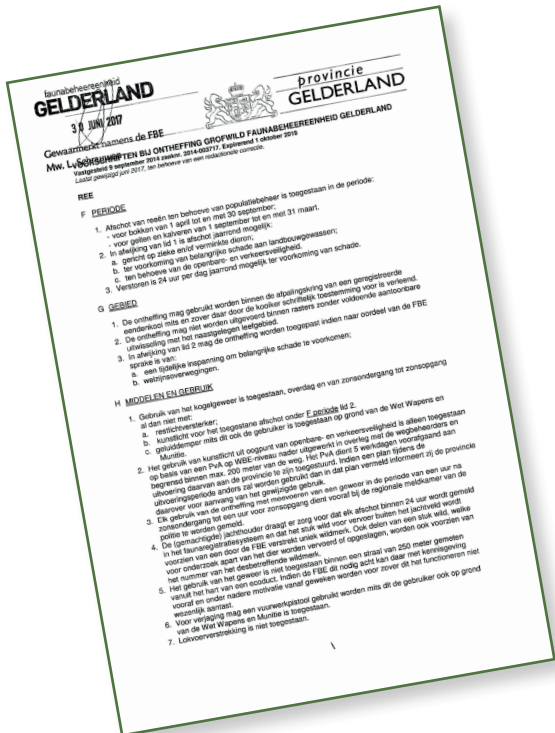 faunabeheereenheid
GELDERLAND
provincie
GELDERLAND
30 JUNI 2017
Gewaarmerkt namens de FBE
Mw. L.
VOORSCHRIFTEN BIJ ONTHEFFING GROFWILD FAUNABEHEEREENHEID GELDERLAND
Vastgesteld 9 september 2014 zaaknr. 2014-003717. Expirerend 1 oktober 2019
Laatst gewijzigd juni 2017, ten behoeve van een redactionele correctie.
REE
F PERIODE
1. Afschot van reeën ten behoeve van populatiebeheer is toegestaan in de periode:
- voor bokken van 1 april tot en met 30 september;
- voor geiten en kalveren van 1 september tot en met 31 maart.
2. In afwijking van lid 1 is afschot jaarrond mogelijk:
a. gericht op zieke en/of verminkte dieren;
b. ter voorkoming van belangrijke schade aan landbouwgewassen;
c. ten behoeve van de openbare- en verkeersveiligheid.
3. Verstoren is 24 uur per dag jaarrond mogelijk ter voorkoming van schade.
G GEBIED
1. De ontheffing mag gebruikt worden binnen de afpalingskring van een geregistreerde
eendenkooi mits en zover daar door de kooiker schriftelijk toestemming voor is verleend.
2. De ontheffing mag niet worden uitgevoerd binnen rasters zonder voldoende aantoonbare
uitwisseling met het naastgelegen leefgebied.
3. In afwijking van lid 2 mag de ontheffing worden toegepast indien naar oordeel van de FBE
sprake is van:
a. een tijdelijke inspanning om belangrijke schade te voorkomen;
b. welzijnsoverwegingen.
H MIDDELEN EN GEBRUIK
1. Gebruik van het kogelgeweer is toegestaan, overdag en van zonsondergang tot zonsopgang
al dan niet met:
a. restlichtversterker;
b. kunstlicht voor het toegestane afschot onder F periode lid 2.
c. geluiddemper mits dit ook de gebruiker is toegestaan op grond van de Wet Wapens en
Munitie.
2. Het gebruik van kunstlicht uit oogpunt van openbare- en verkeersveiligheid is alleen toegestaan
op basis van een PvA op WBE-niveau nader uitgewerkt in overleg met de wegbeheerders en
begrensd binnen max. 200 meter van de weg. Het PvA dient 5 werkdagen voorafgaand aan
uitvoering daarvan aan de provincie te zijn toegestuurd. Indien een plan tijdens de
uitvoeringsperiode anders zal worden gebruikt dan in dat plan vermeld informeert zij de provincie
daarover voor aanvang van het gewijzigde gebruik.
3. Elk gebruik van de ontheffing met meevoeren van een geweer in de periode van een uur na
zonsondergang tot een uur voor zonsopgang dient vooraf bij de regionale meldkamer van de
politie te worden gemeld.
4. De (gemachtigde) jachthouder draagt er zorg voor dat elk afschot binnen 24 uur wordt gemeld
in het faunaregistratiesysteem en dat het stuk wild voor vervoer buiten het jachtveld wordt
voorzien van een door de FBE verstrekt uniek wildmerk. Ook delen van een stuk wild, welke
voor onderzoek apart van het dier worden vervoerd of opgeslagen, worden ook voorzien van
het nummer van het desbetreffende wildmerk.
5. Het gebruik van het geweer is niet toegestaan binnen een straal van 250 meter gemeten
vanuit het hart van een ecoduct. Indien de FBE dit nodig acht kan daar met kennisgeving
vooraf en onder nadere motivatie vanaf geweken worden voor zover dit het functioneren niet
wezenlijk aantast.
6. Voor verjaging mag een vuurwerkpistool gebruikt worden mits dit de gebruiker ook op grond
van de Wet Wapens en Munitie is toegestaan.
7. Lokvoerverstrekking is niet toegestaan.